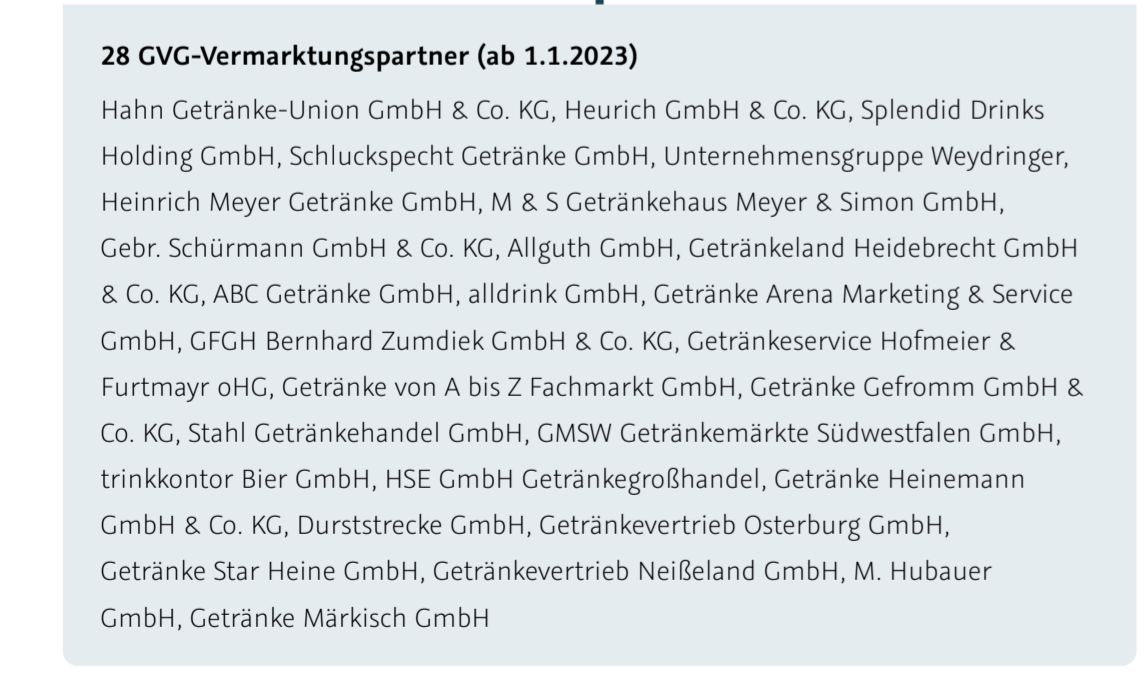 28 GVG-Vermarktungspartner (ab 1.1.2023)
Hahn Getränke-Union GmbH & Co. KG, Heurich GmbH & Co. KG, Splendid Drinks
Holding GmbH, Schluckspecht Getränke GmbH, Unternehmensgruppe Weydringer,
Heinrich Meyer Getränke GmbH, M & S Getränkehaus Meyer & Simon GmbH,
Gebr. Schürmann GmbH & Co. KG, Allguth GmbH, Getränkeland Heidebrecht GmbH
& Co. KG, ABC Getränke GmbH, alldrink GmbH, Getränke Arena Marketing & Service
GmbH, GFGH Bernhard Zumdiek GmbH & Co. KG, Getränkeservice Hofmeier &
Furtmayr oHG, Getränke von A bis Z Fachmarkt GmbH, Getränke Gefromm GmbH &
Co. KG, Stahl Getränkehandel GmbH, GMSW Getränkemärkte Südwestfalen GmbH,
trinkkontor Bier GmbH, HSE GmbH Getränkegroßhandel, Getränke Heinemann
GmbH & Co. KG, Durststrecke GmbH, Getränkevertrieb Osterburg GmbH,
Getränke Star Heine GmbH, Getränkevertrieb Neißeland GmbH, M. Hubauer
GmbH, Getränke Märkisch GmbH